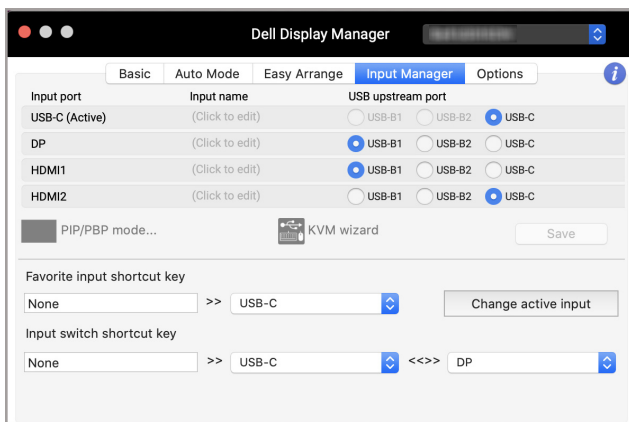 Dell Display Manager
Basic Auto Mode Easy Arrange Input Manager Options i
Input port Input name USB upstream port
USB-C (Active) (Click to edit) USB-B1 USB-B2 USB-C
DP (Click to edit) USB-B1 USB-B2 USB-C
HDMI1 (Click to edit) USB-B1 USB-B2 USB-C
HDMI2 (Click to edit) USB-B1 USB-B2 USB-C
PIP/PBP mode... KVM wizard Save
Favorite input shortcut key
None >> USB-C Change active input
Input switch shortcut key
None >> USB-C <<>> DP